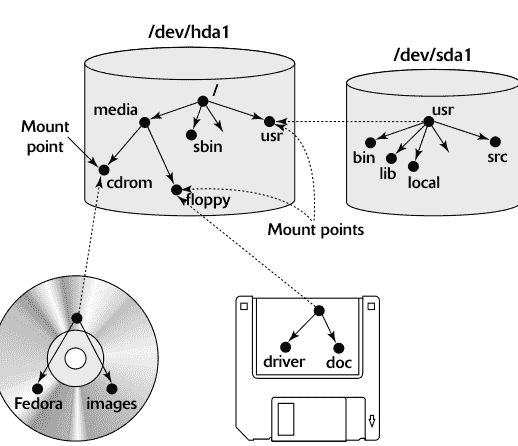 /dev/hda1
/dev/sda1
/
media
usr
Mount
point
sbin
usr
bin
lib
local
src
cdrom
floppy
Mount points
driver
doc
Fedora
images